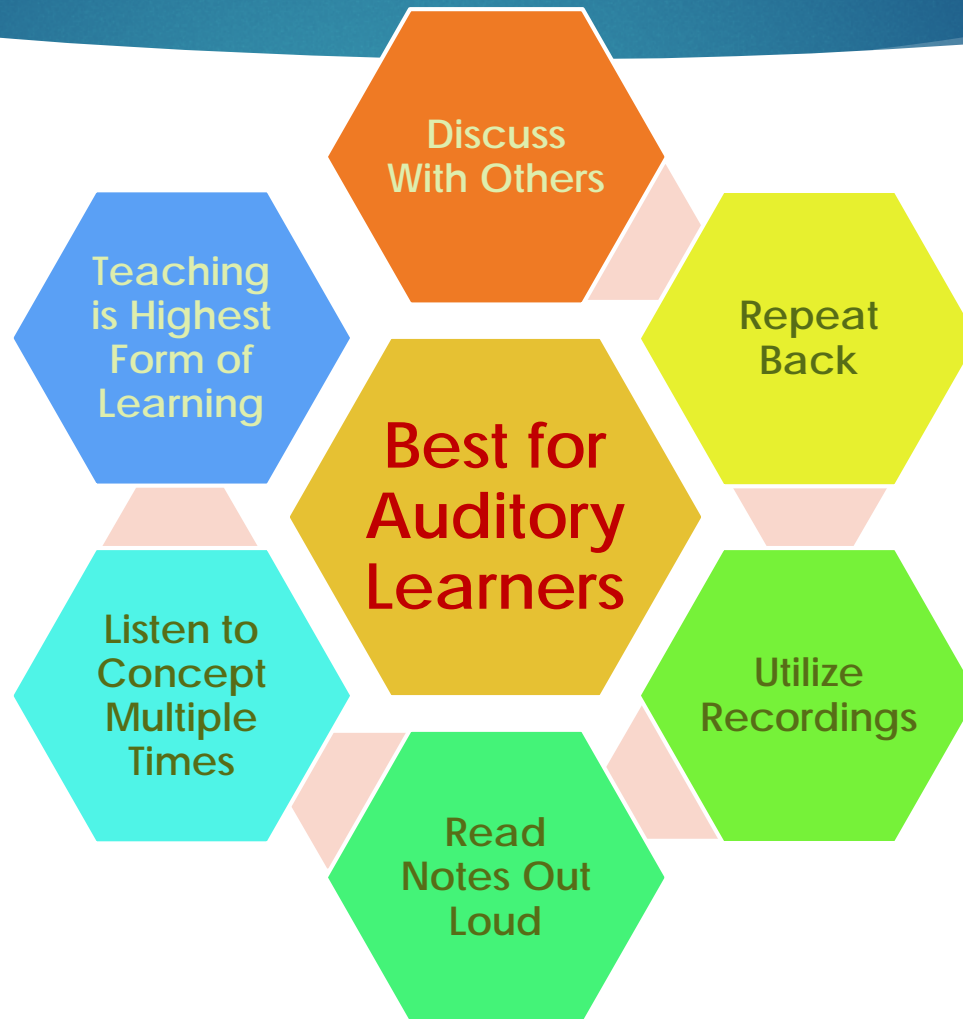 Discuss
With Others
Repeat
Back
Utilize
Recordings
Read
Notes Out
Loud
Listen to
Concept
Multiple
Times
Teaching
is Highest
Form of
Learning
Best for
Auditory
Learners